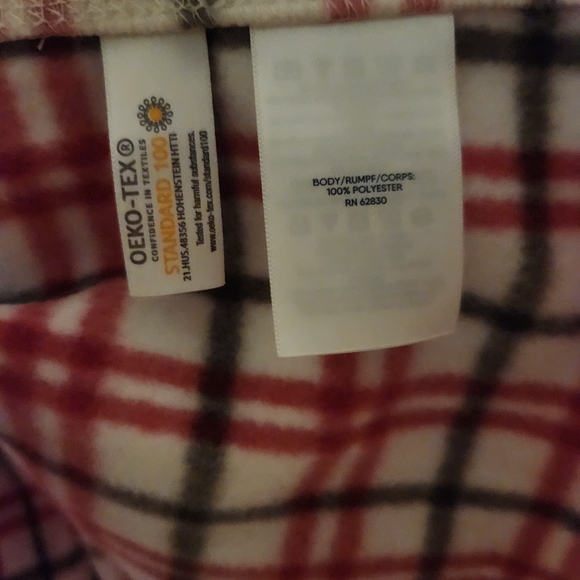 OEKO-TEX®
CONFIDENCE IN TEXTILES
STANDARD 100
21.HUS.48356 HOHENSTEIN HTTI
Tested for harmful substances.
www.oeko-tex.com/standard100
BODY/RUMPF/CORPS:
100% POLYESTER
RN 62830